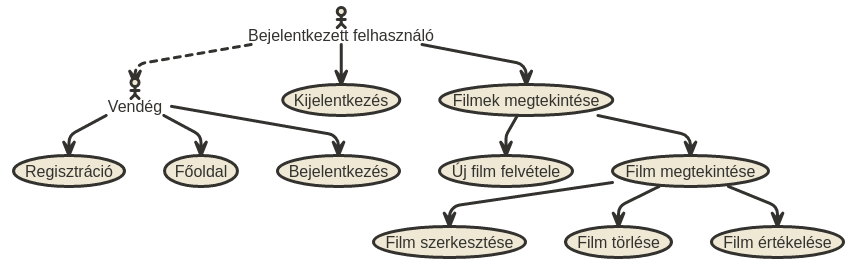 Bejelentkezett felhasználó
Vendég
Kijelentkezés
Filmek megtekintése
Regisztráció
Főoldal
Bejelentkezés
Új film felvétele
Film megtekintése
Film szerkesztése
Film törlése
Film értékelése